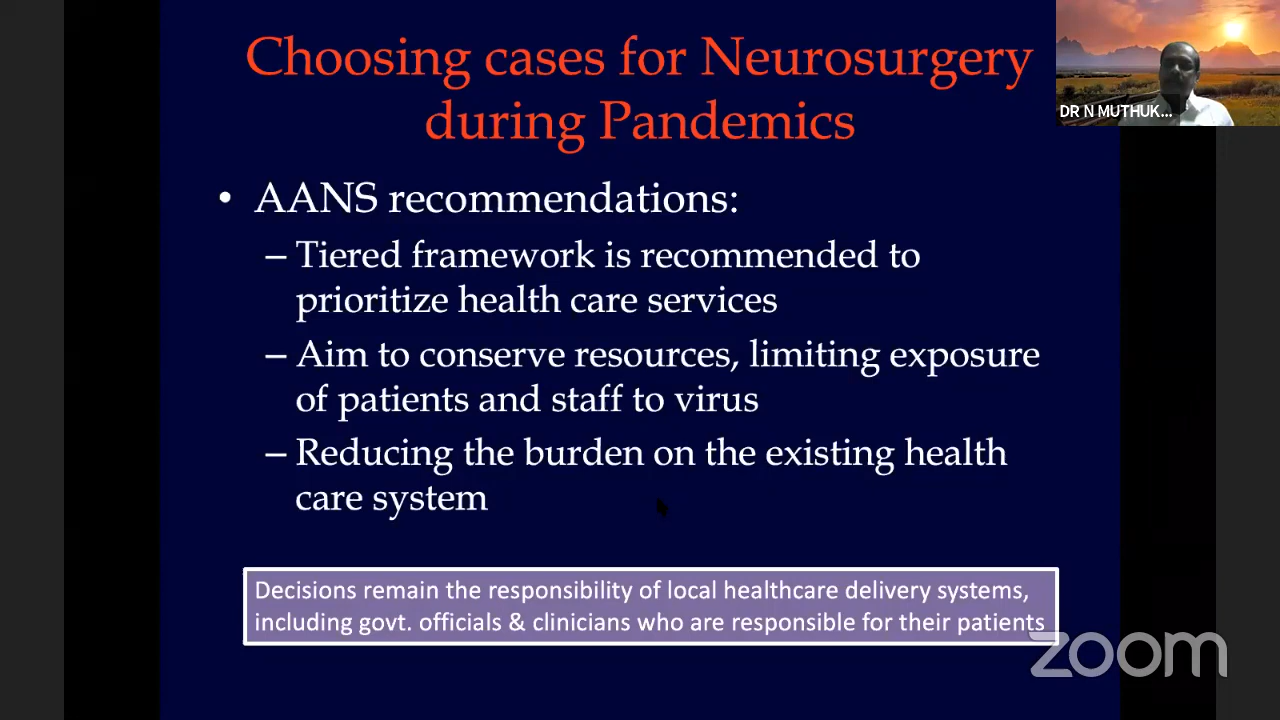 Choosing cases for Neurosurgery
during Pandemics
DR N MUTHUK...
• AANS recommendations:
– Tiered framework is recommended to
prioritize health care services
– Aim to conserve resources, limiting exposure
of patients and staff to virus
– Reducing the burden on the existing health
care system
Decisions remain the responsibility of local healthcare delivery systems,
including govt. officials & clinicians who are responsible for their patients
zoom